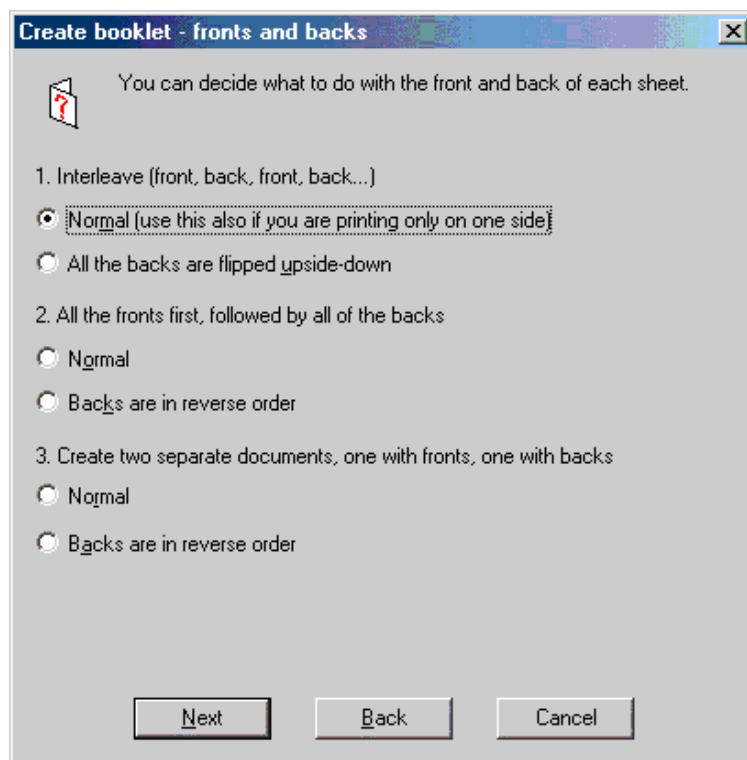 Create booklet - fronts and backs
You can decide what to do with the front and back of each sheet.
?
1. Interleave (front, back, front, back...)
Normal (use this also if you are printing only on one side)
All the backs are flipped upside-down
2. All the fronts first, followed by all of the backs
Normal
Backs are in reverse order
3. Create two separate documents, one with fronts, one with backs
Normal
Backs are in reverse order
Next Back Cancel